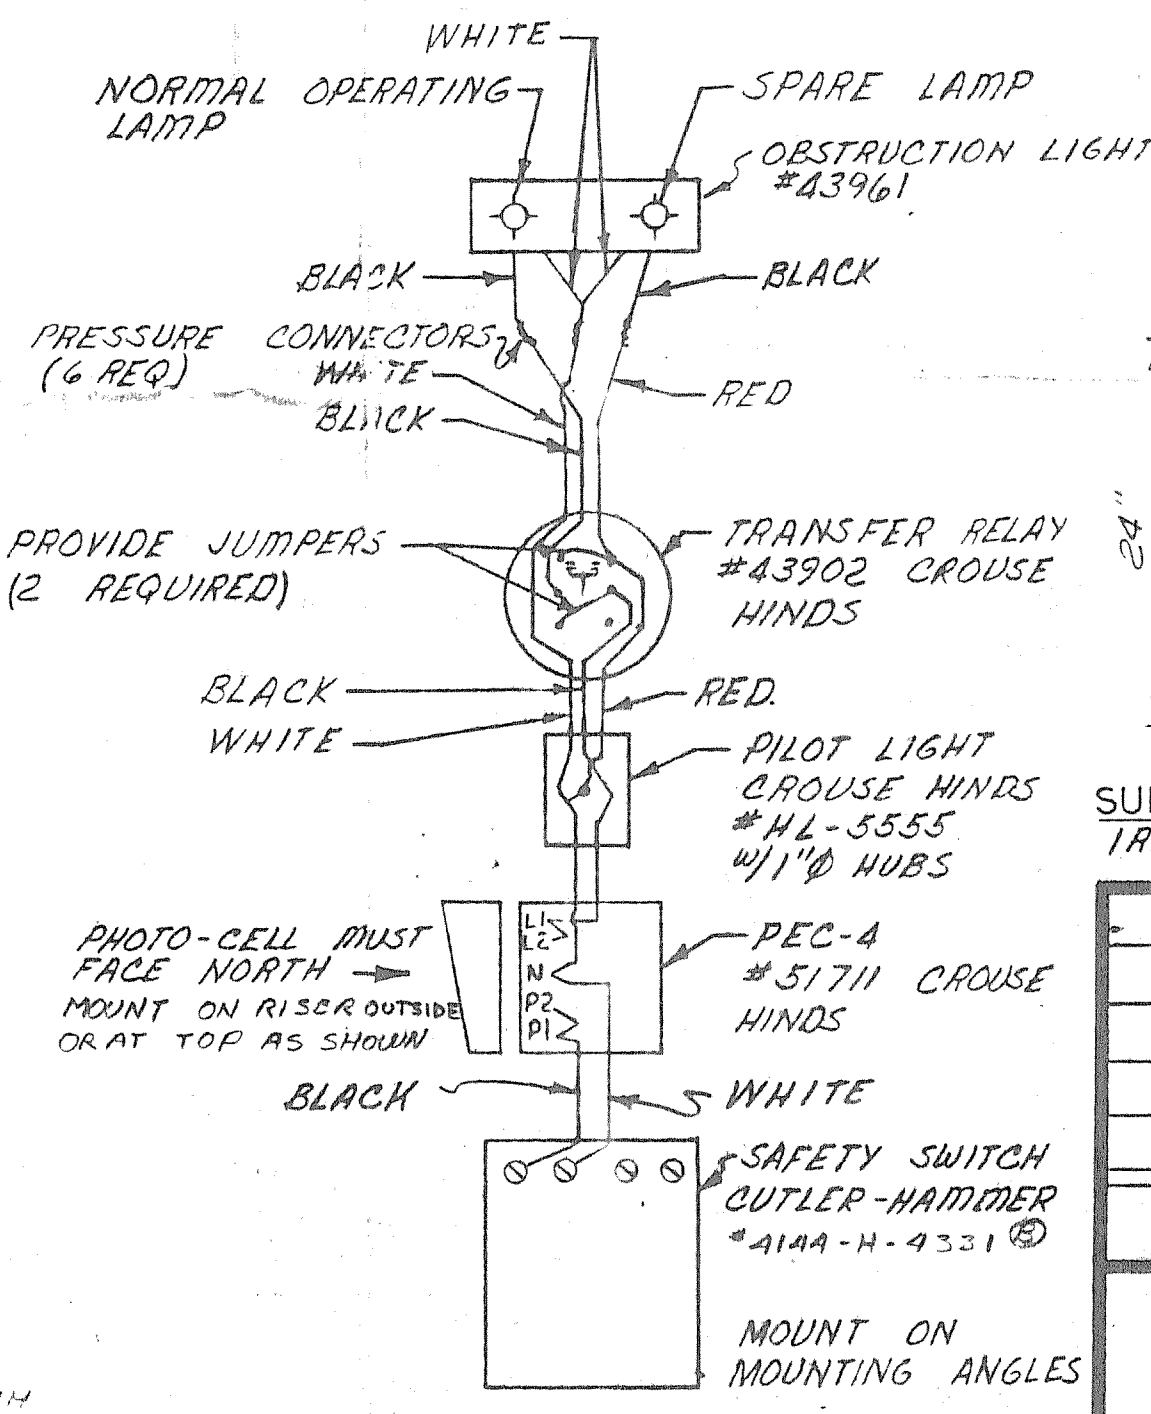 WHITE
NORMAL OPERATING
LAMP
SPARE LAMP
OBSTRUCTION LIGHT
#43961
BLACK
BLACK
PRESSURE CONNECTORS
(6 REQ)
WHITE
RED
BLACK
24"
PROVIDE JUMPERS
(2 REQUIRED)
TRANSFER RELAY
#43902 CROUSE
HINDS
BLACK
RED.
WHITE
PILOT LIGHT
CROUSE HINDS
#HL-5555
W/1"Ø HUBS
L1
L2
N
P2
P1
PHOTO-CELL MUST
FACE NORTH
MOUNT ON RISER OUTSIDE
OR AT TOP AS SHOWN
PEC-4
#51711 CROUSE
HINDS
BLACK
WHITE
SAFETY SWITCH
CUTLER-HAMMER
#4144-H-4331 Ⓑ
MOUNT ON
MOUNTING ANGLES